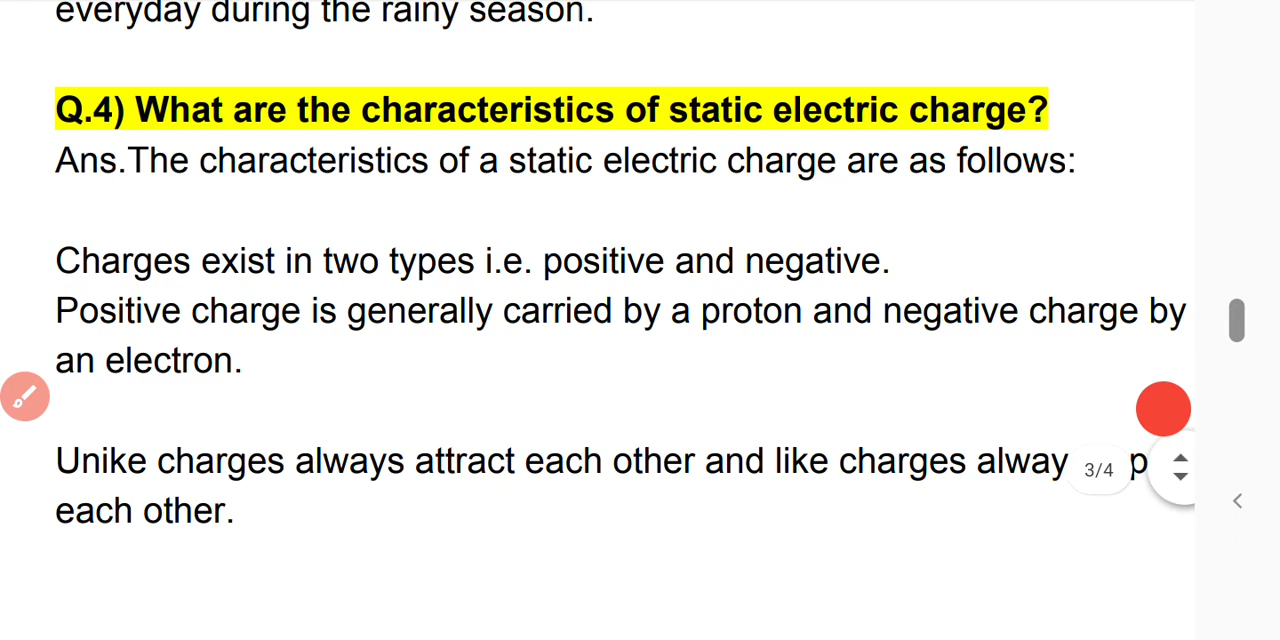 everyday during the rainy season.
Q.4) What are the characteristics of static electric charge?
Ans.The characteristics of a static electric charge are as follows:
Charges exist in two types i.e. positive and negative.
Positive charge is generally carried by a proton and negative charge by
an electron.
Unike charges always attract each other and like charges alway
3/4
each other.